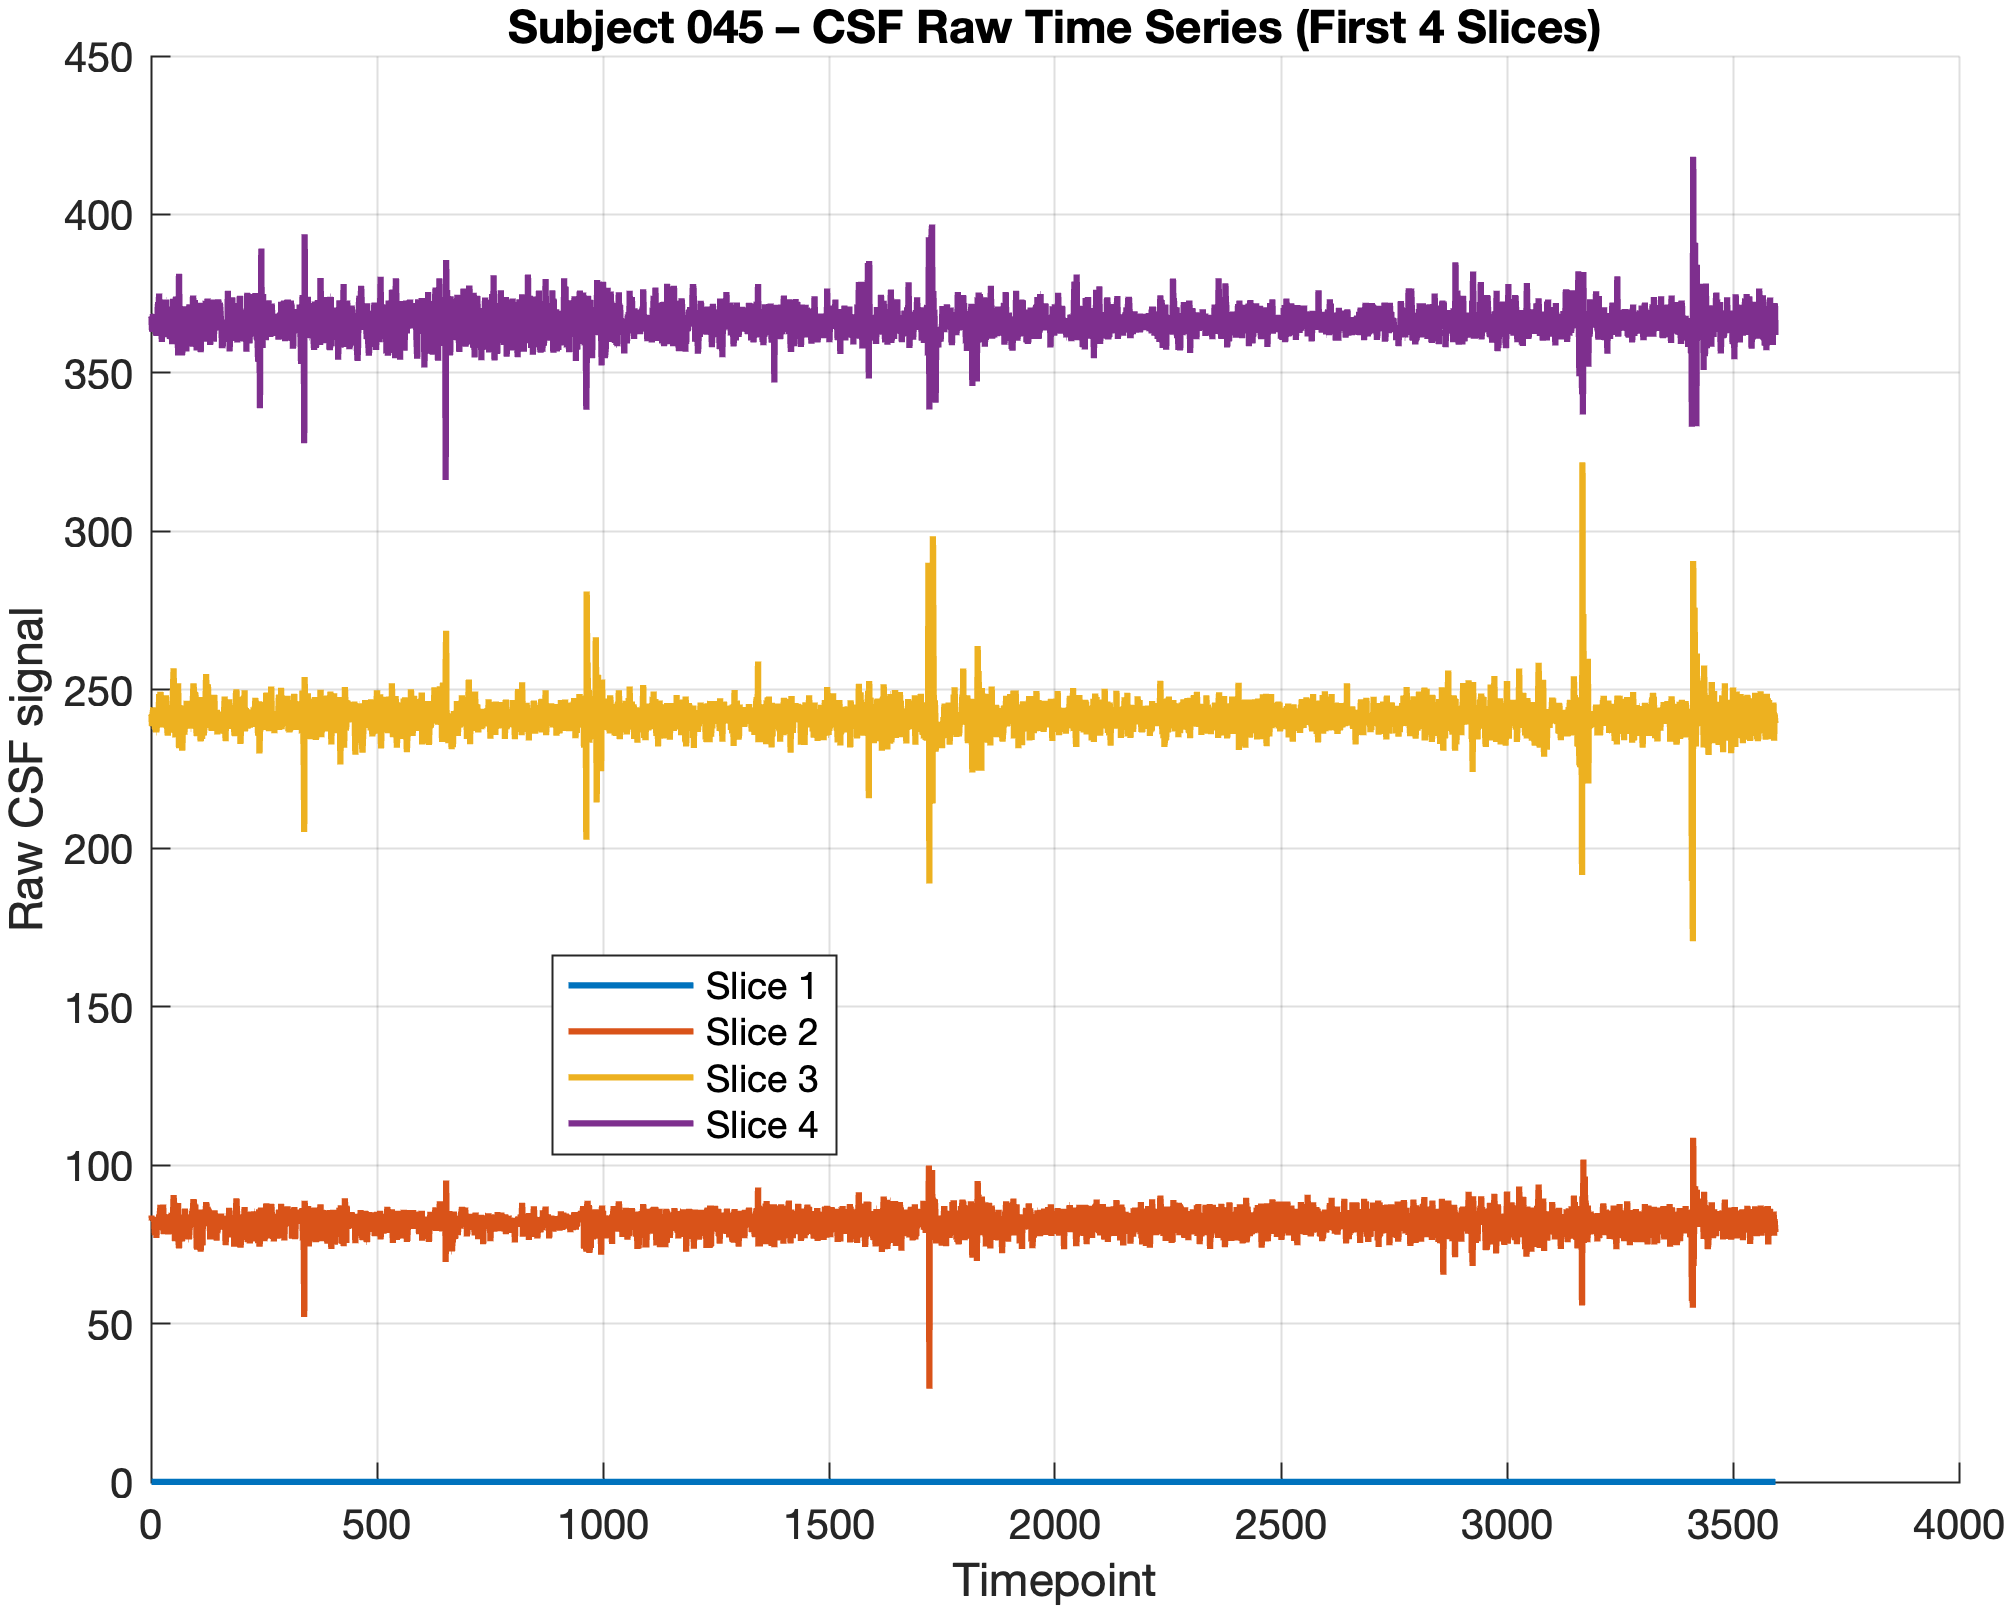 Subject 045 – CSF Raw Time Series (First 4 Slices)
450
400
350
300
250
200
150
100
50
0
Raw CSF signal
Slice 1
Slice 2
Slice 3
Slice 4
0 500 1000 1500 2000 2500 3000 3500 4000
Timepoint